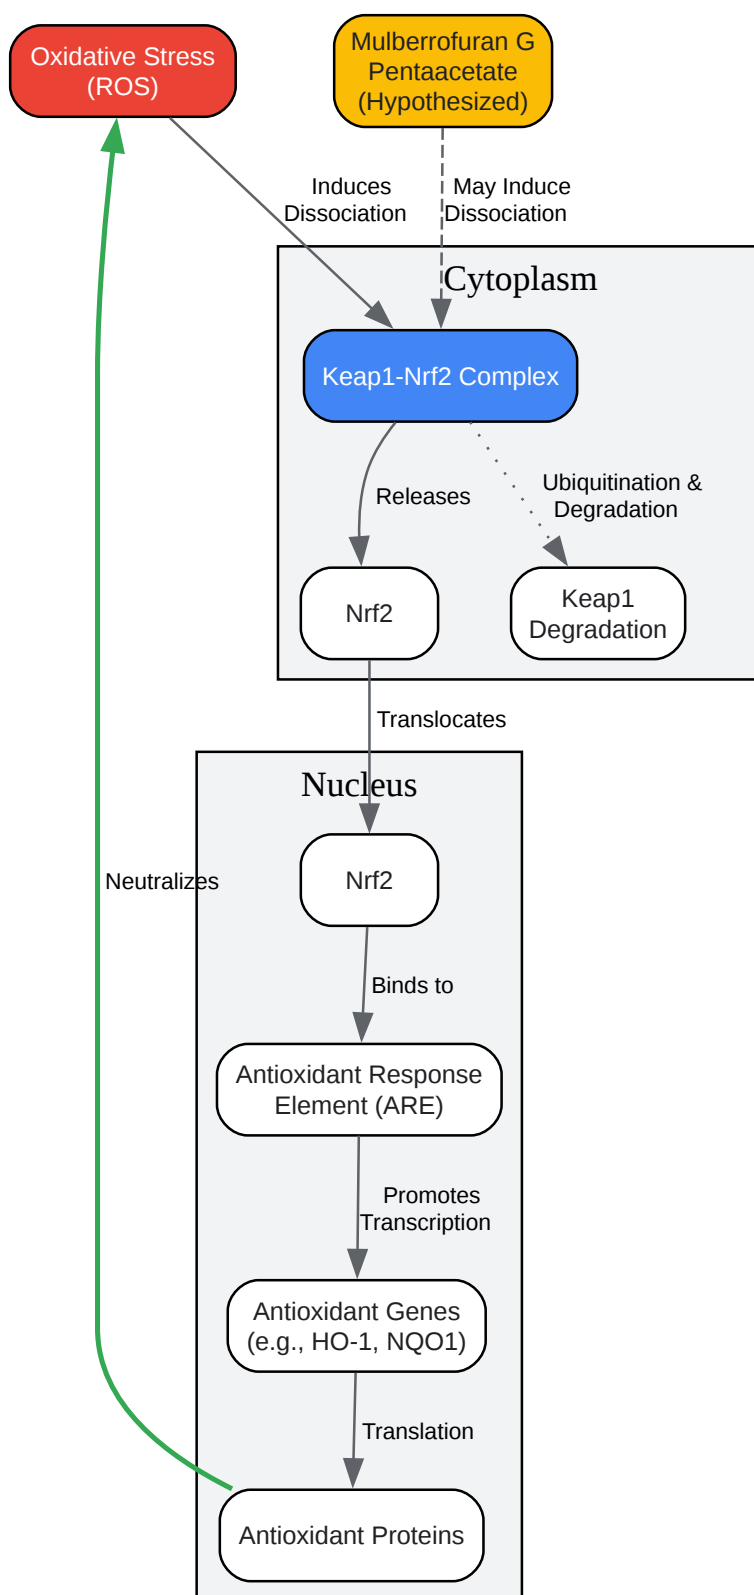 Oxidative Stress
(ROS)
Mulberrofuran G
Pentaacetate
(Hypothesized)
Induces
Dissociation
May Induce
Dissociation
Cytoplasm
Keap1-Nrf2 Complex
Releases
Ubiquitination &
Degradation
Nrf2
Keap1
Degradation
Translocates
Nucleus
Nrf2
Neutralizes
Binds to
Antioxidant Response
Element (ARE)
Promotes
Transcription
Antioxidant Genes
(e.g., HO-1, NQO1)
Translation
Antioxidant Proteins